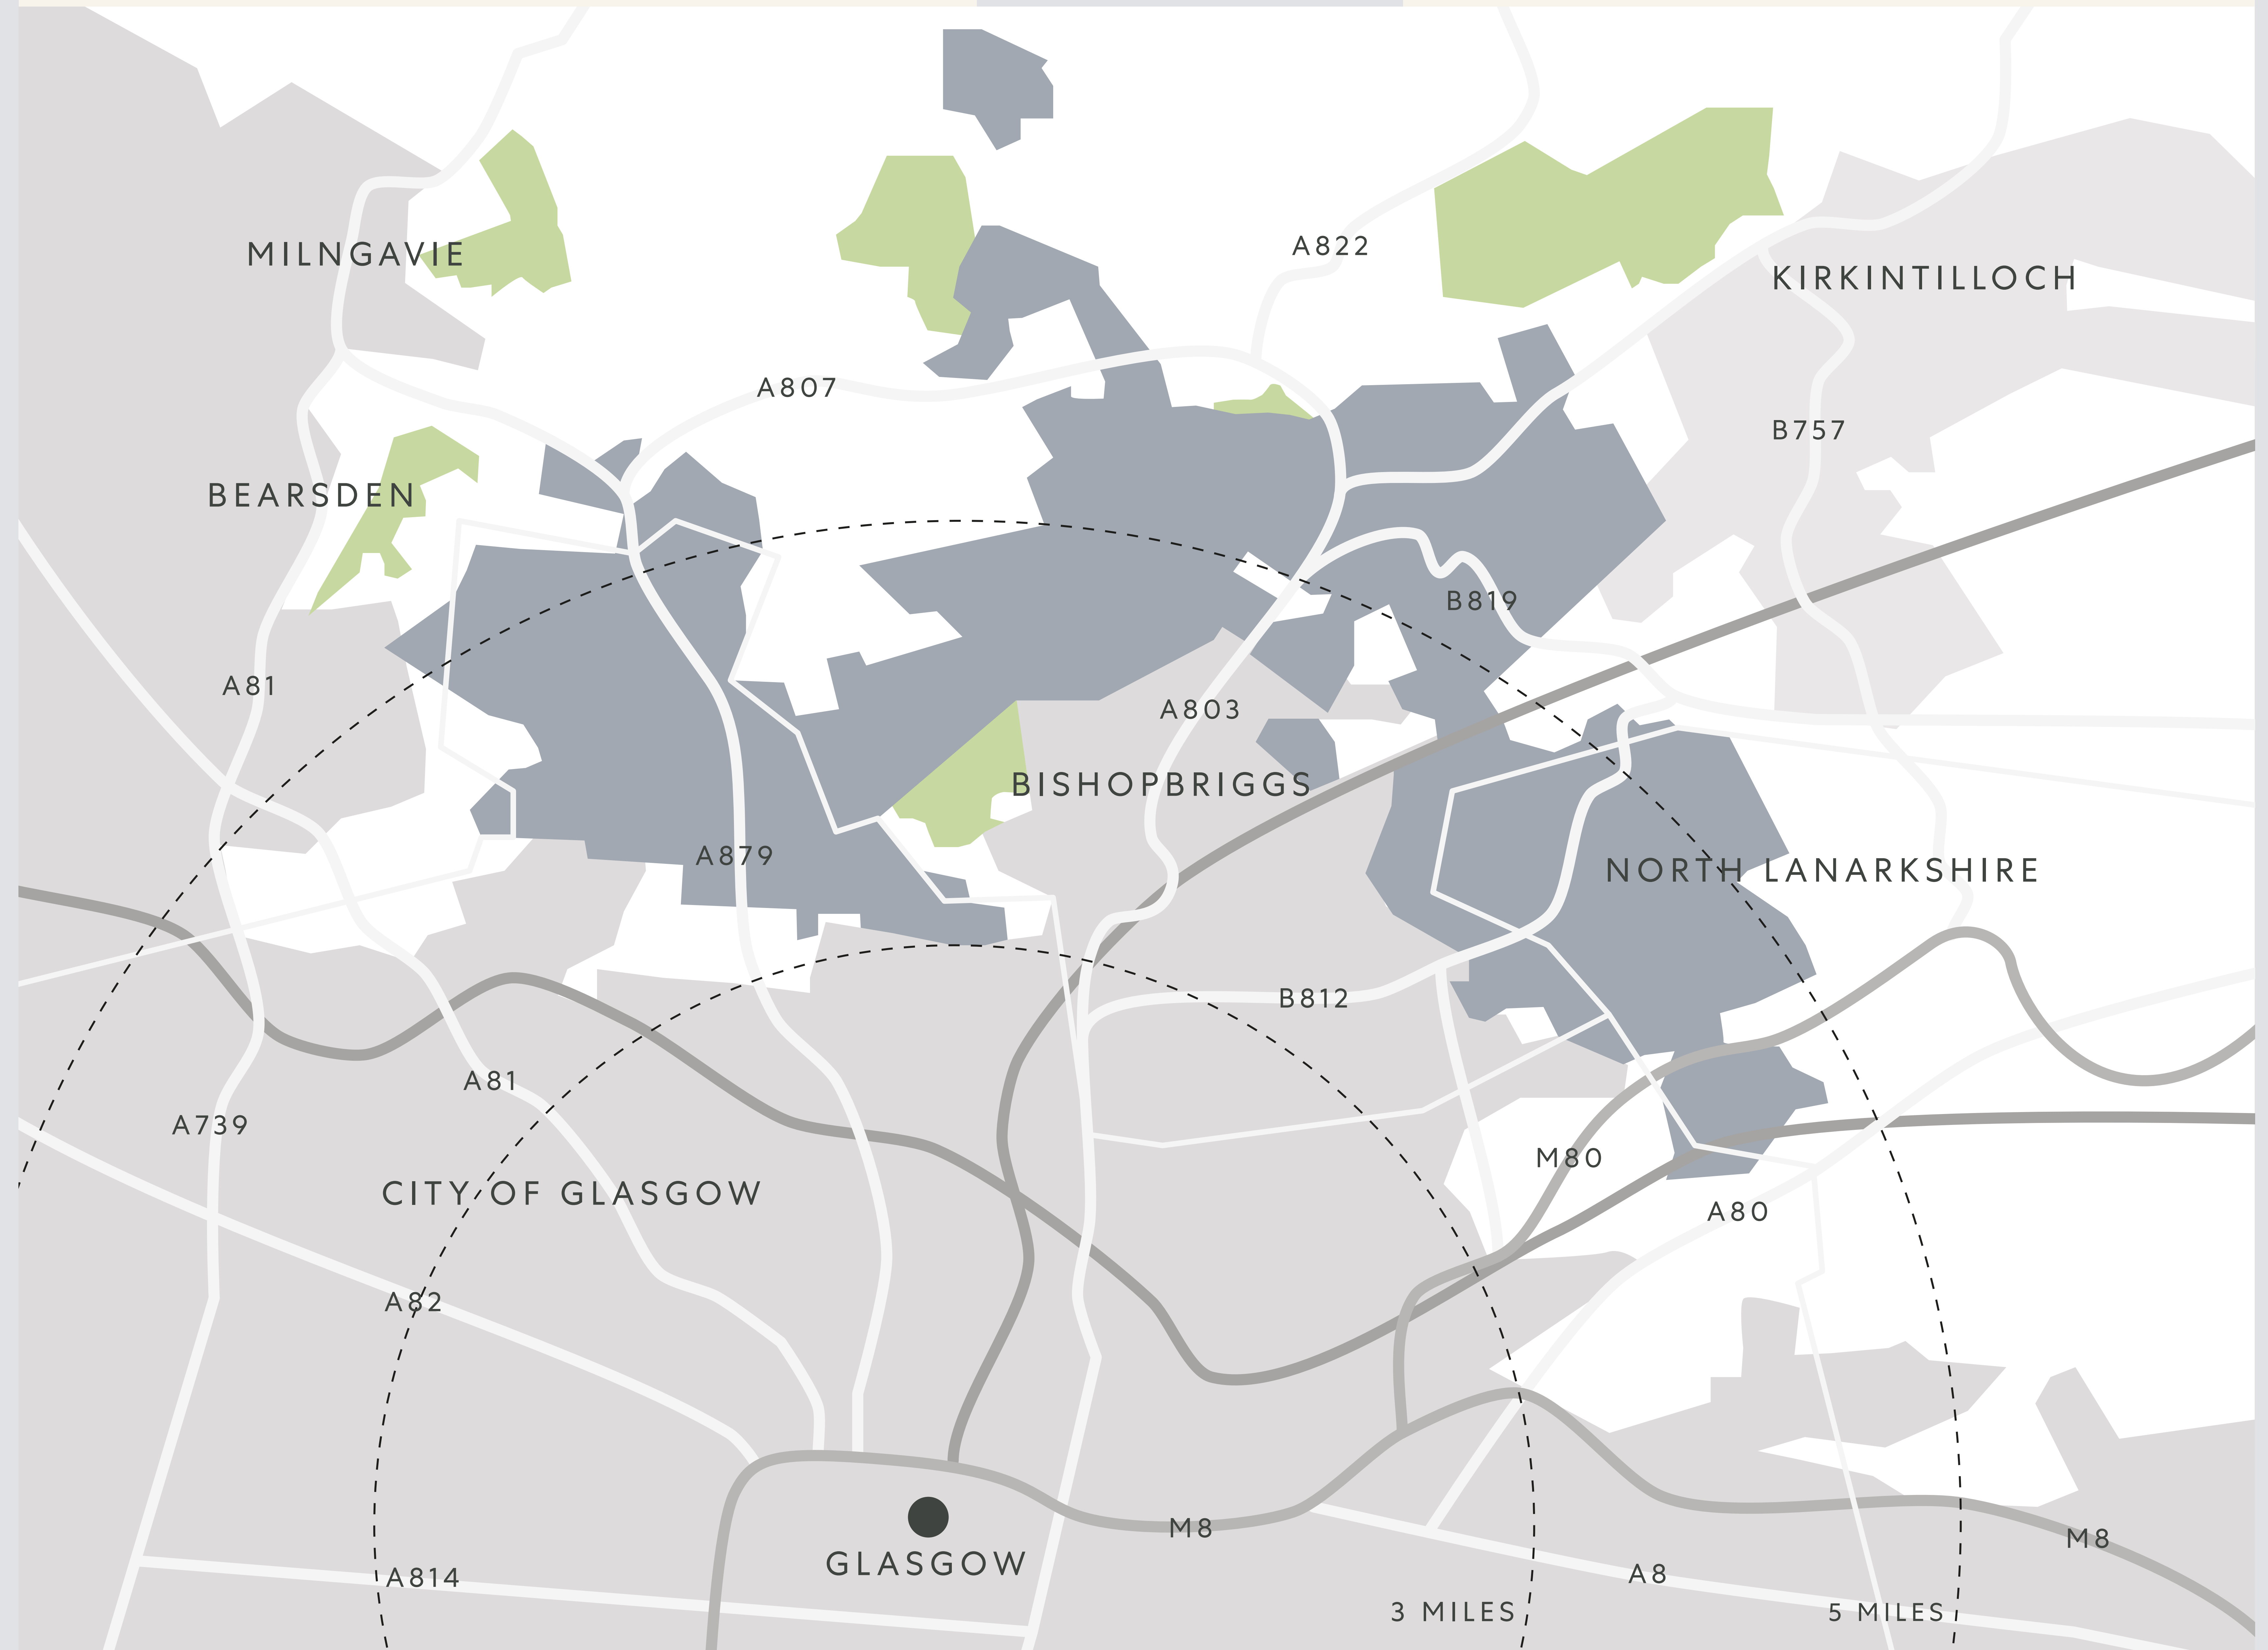 MILNGAVIE
A822
KIRKINTILLOCH
A807
B757
BEARSDEN
B819
A81
A803
BISHOPBRIGGS
A879
NORTH LANARKSHIRE
B812
A81
A739
M80
CITY OF GLASGOW
A80
A82
M8
M8
GLASGOW
A814
A8
3 MILES
5 MILES